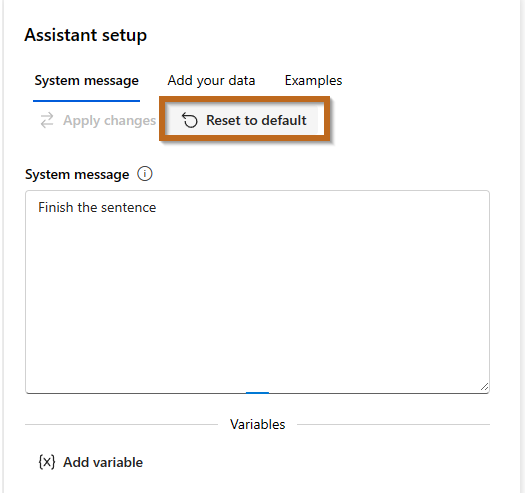 Assistant setup
System message Add your data Examples
Apply changes Reset to default
System message
Finish the sentence
Variables
{x} Add variable